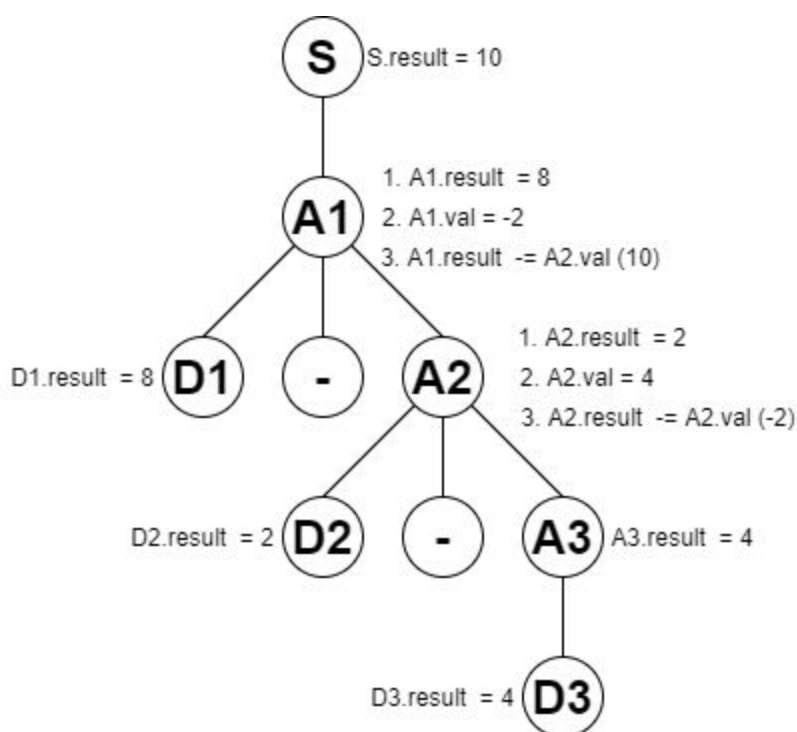 S S.result = 10
A1
1. A1.result = 8
2. A1.val = -2
3. A1.result -= A2.val (10)
D1.result = 8 D1 - A2
1. A2.result = 2
2. A2.val = 4
3. A2.result -= A2.val (-2)
D2.result = 2 D2 - A3 A3.result = 4
D3.result = 4 D3